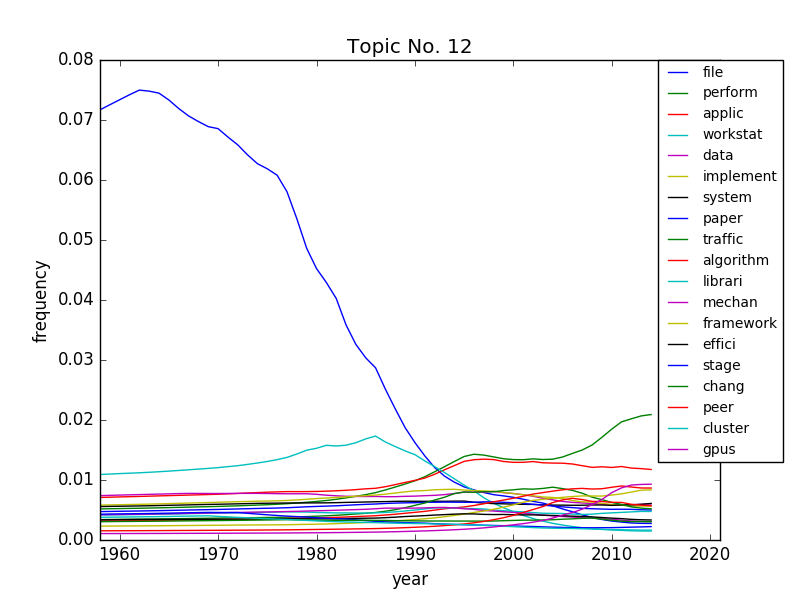 Topic No. 12
0.08
0.07
0.06
0.05
0.04
0.03
0.02
0.01
0.00
frequency
1960 1970 1980 1990 2000 2010 2020
year
file
perform
applic
workstat
data
implement
system
paper
traffic
algorithm
librari
mechan
framework
effici
stage
chang
peer
cluster
gpus